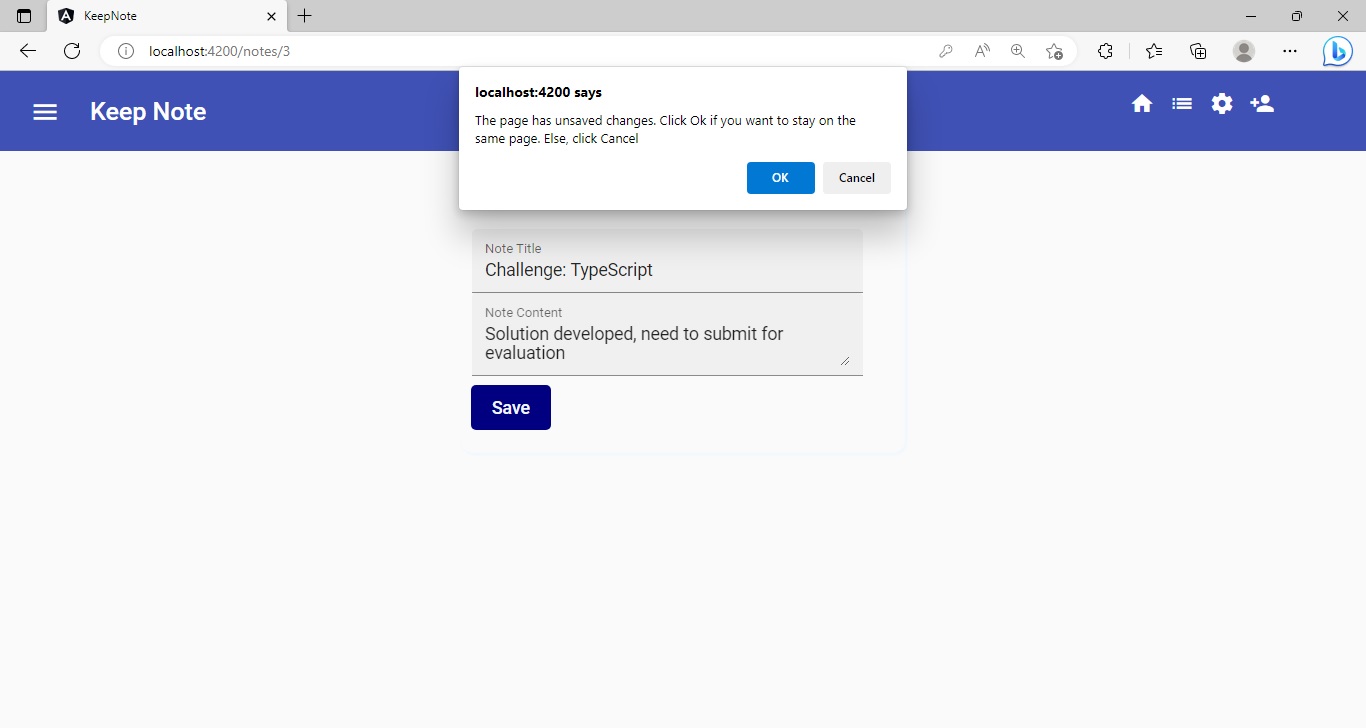 KeepNote
localhost:4200/notes/3
Keep Note
localhost:4200 says
The page has unsaved changes. Click Ok if you want to stay on the
same page. Else, click Cancel
OK
Cancel
Note Title
Challenge: TypeScript
Note Content
Solution developed, need to submit for
evaluation
Save